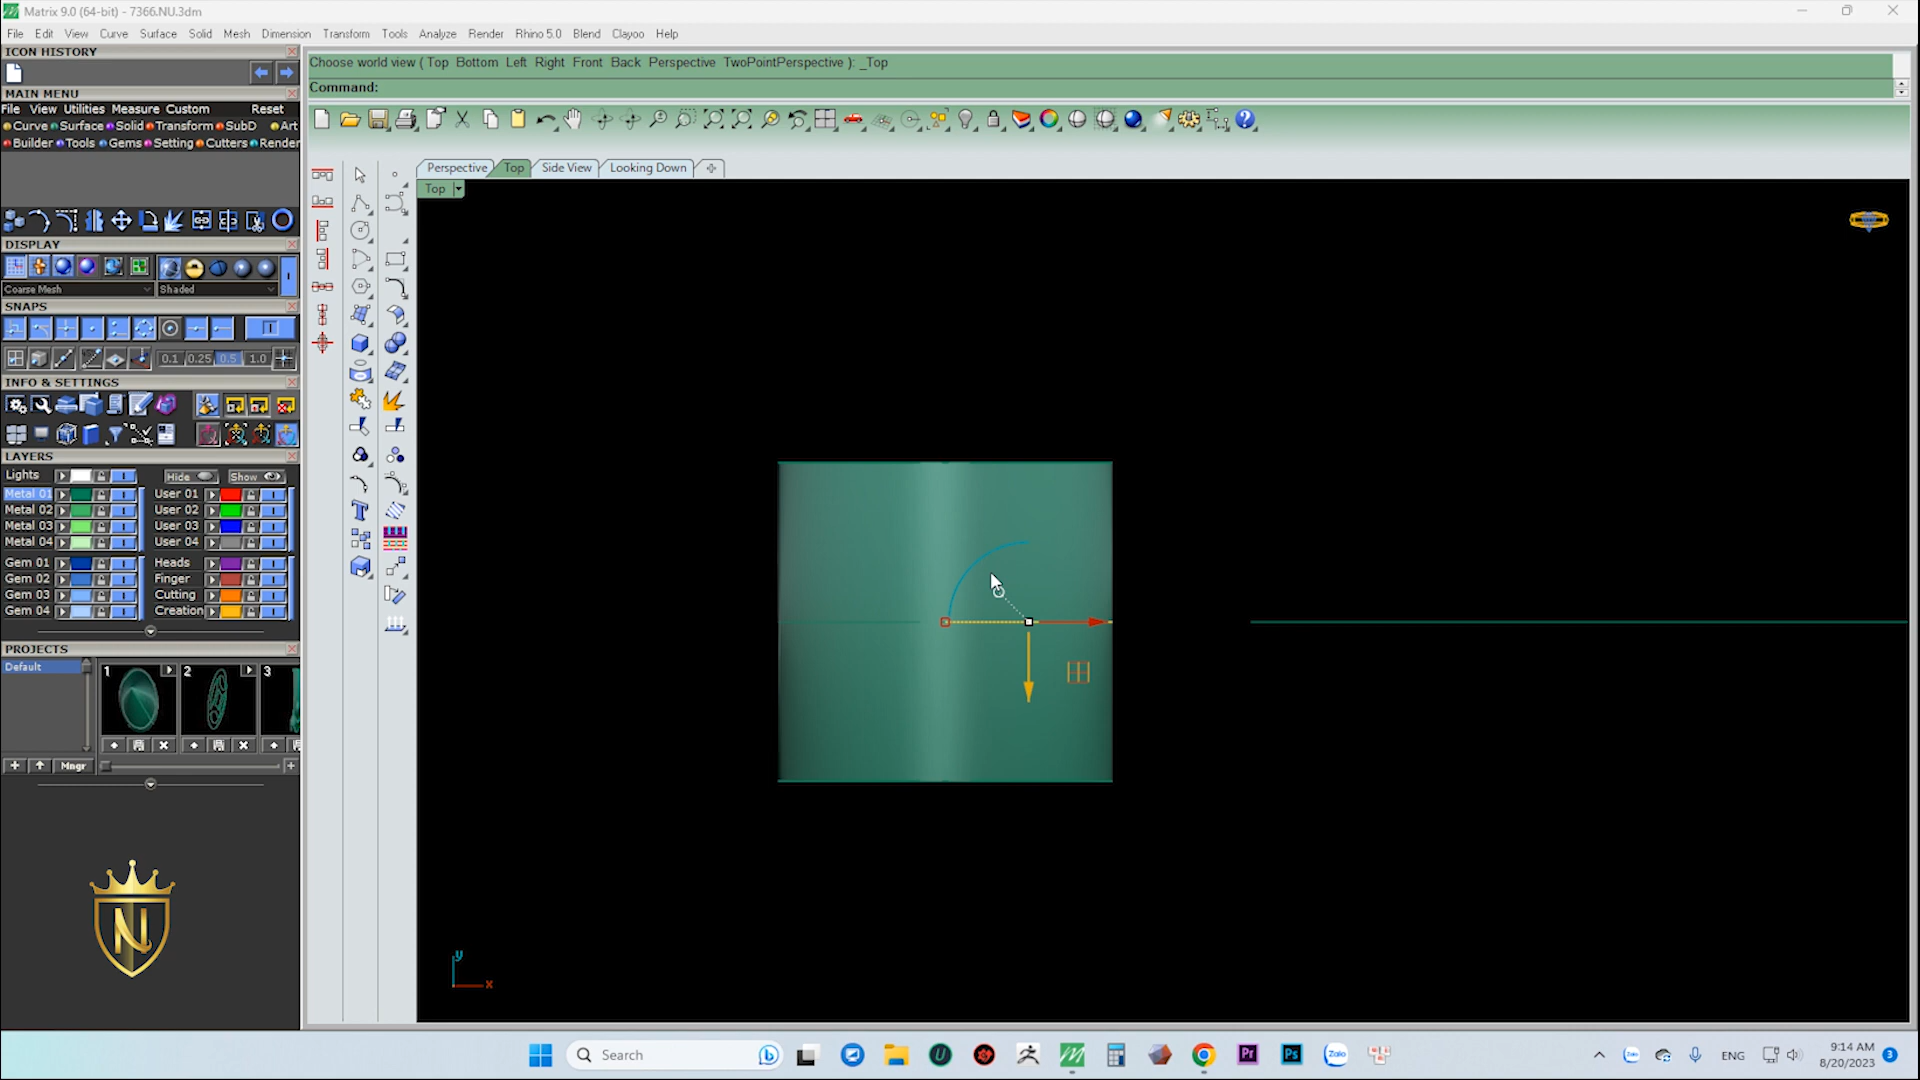 Matrix 9.0 (64-bit) - 7366.NU.3dm
File Edit View Curve Surface Solid Mesh Dimension Transform Tools Analyze Render Rhino 5.0 Blend Clayoo Help
ICON HISTORY
Choose world view ( Top Bottom Left Right Front Back Perspective TwoPointPerspective ): _Top
Command:
MAIN MENU
File View Utilities Measure Custom Reset
Curve Surface Solid Transform SubD Art
Builder Tools Gems Setting Cutters Render
Perspective Top Side View Looking Down
Top
DISPLAY
Coarse Mesh Shaded
SNAPS
0.1 0.25 0.5 1.0
INFO & SETTINGS
LAYERS
Lights Hide Show
Metal 01 User 01
Metal 02 User 02
Metal 03 User 03
Metal 04 User 04
Gem 01 Heads
Gem 02 Finger
Gem 03 Cutting
Gem 04 Creation
PROJECTS
Default
1 2 3
Mngr
N
y
x
Search
Pr
Ps
Zalo
Zalo
ENG
9:14 AM
8/20/2023
3